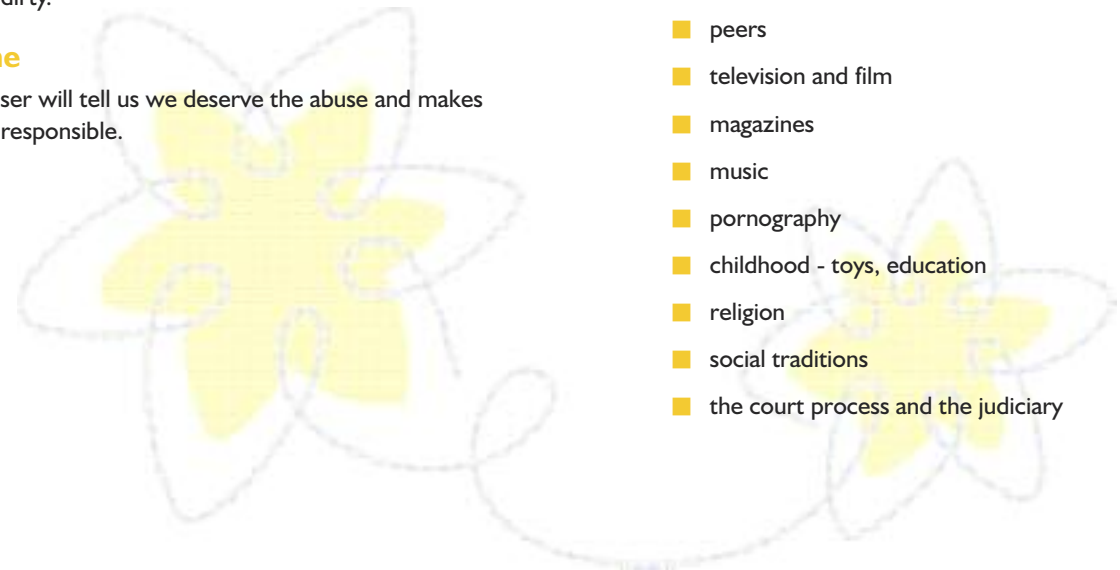 dirty.
ne
ser will tell us we deserve the abuse and makes
responsible.
peers
television and film
magazines
music
pornography
childhood - toys, education
religion
social traditions
the court process and the judiciary